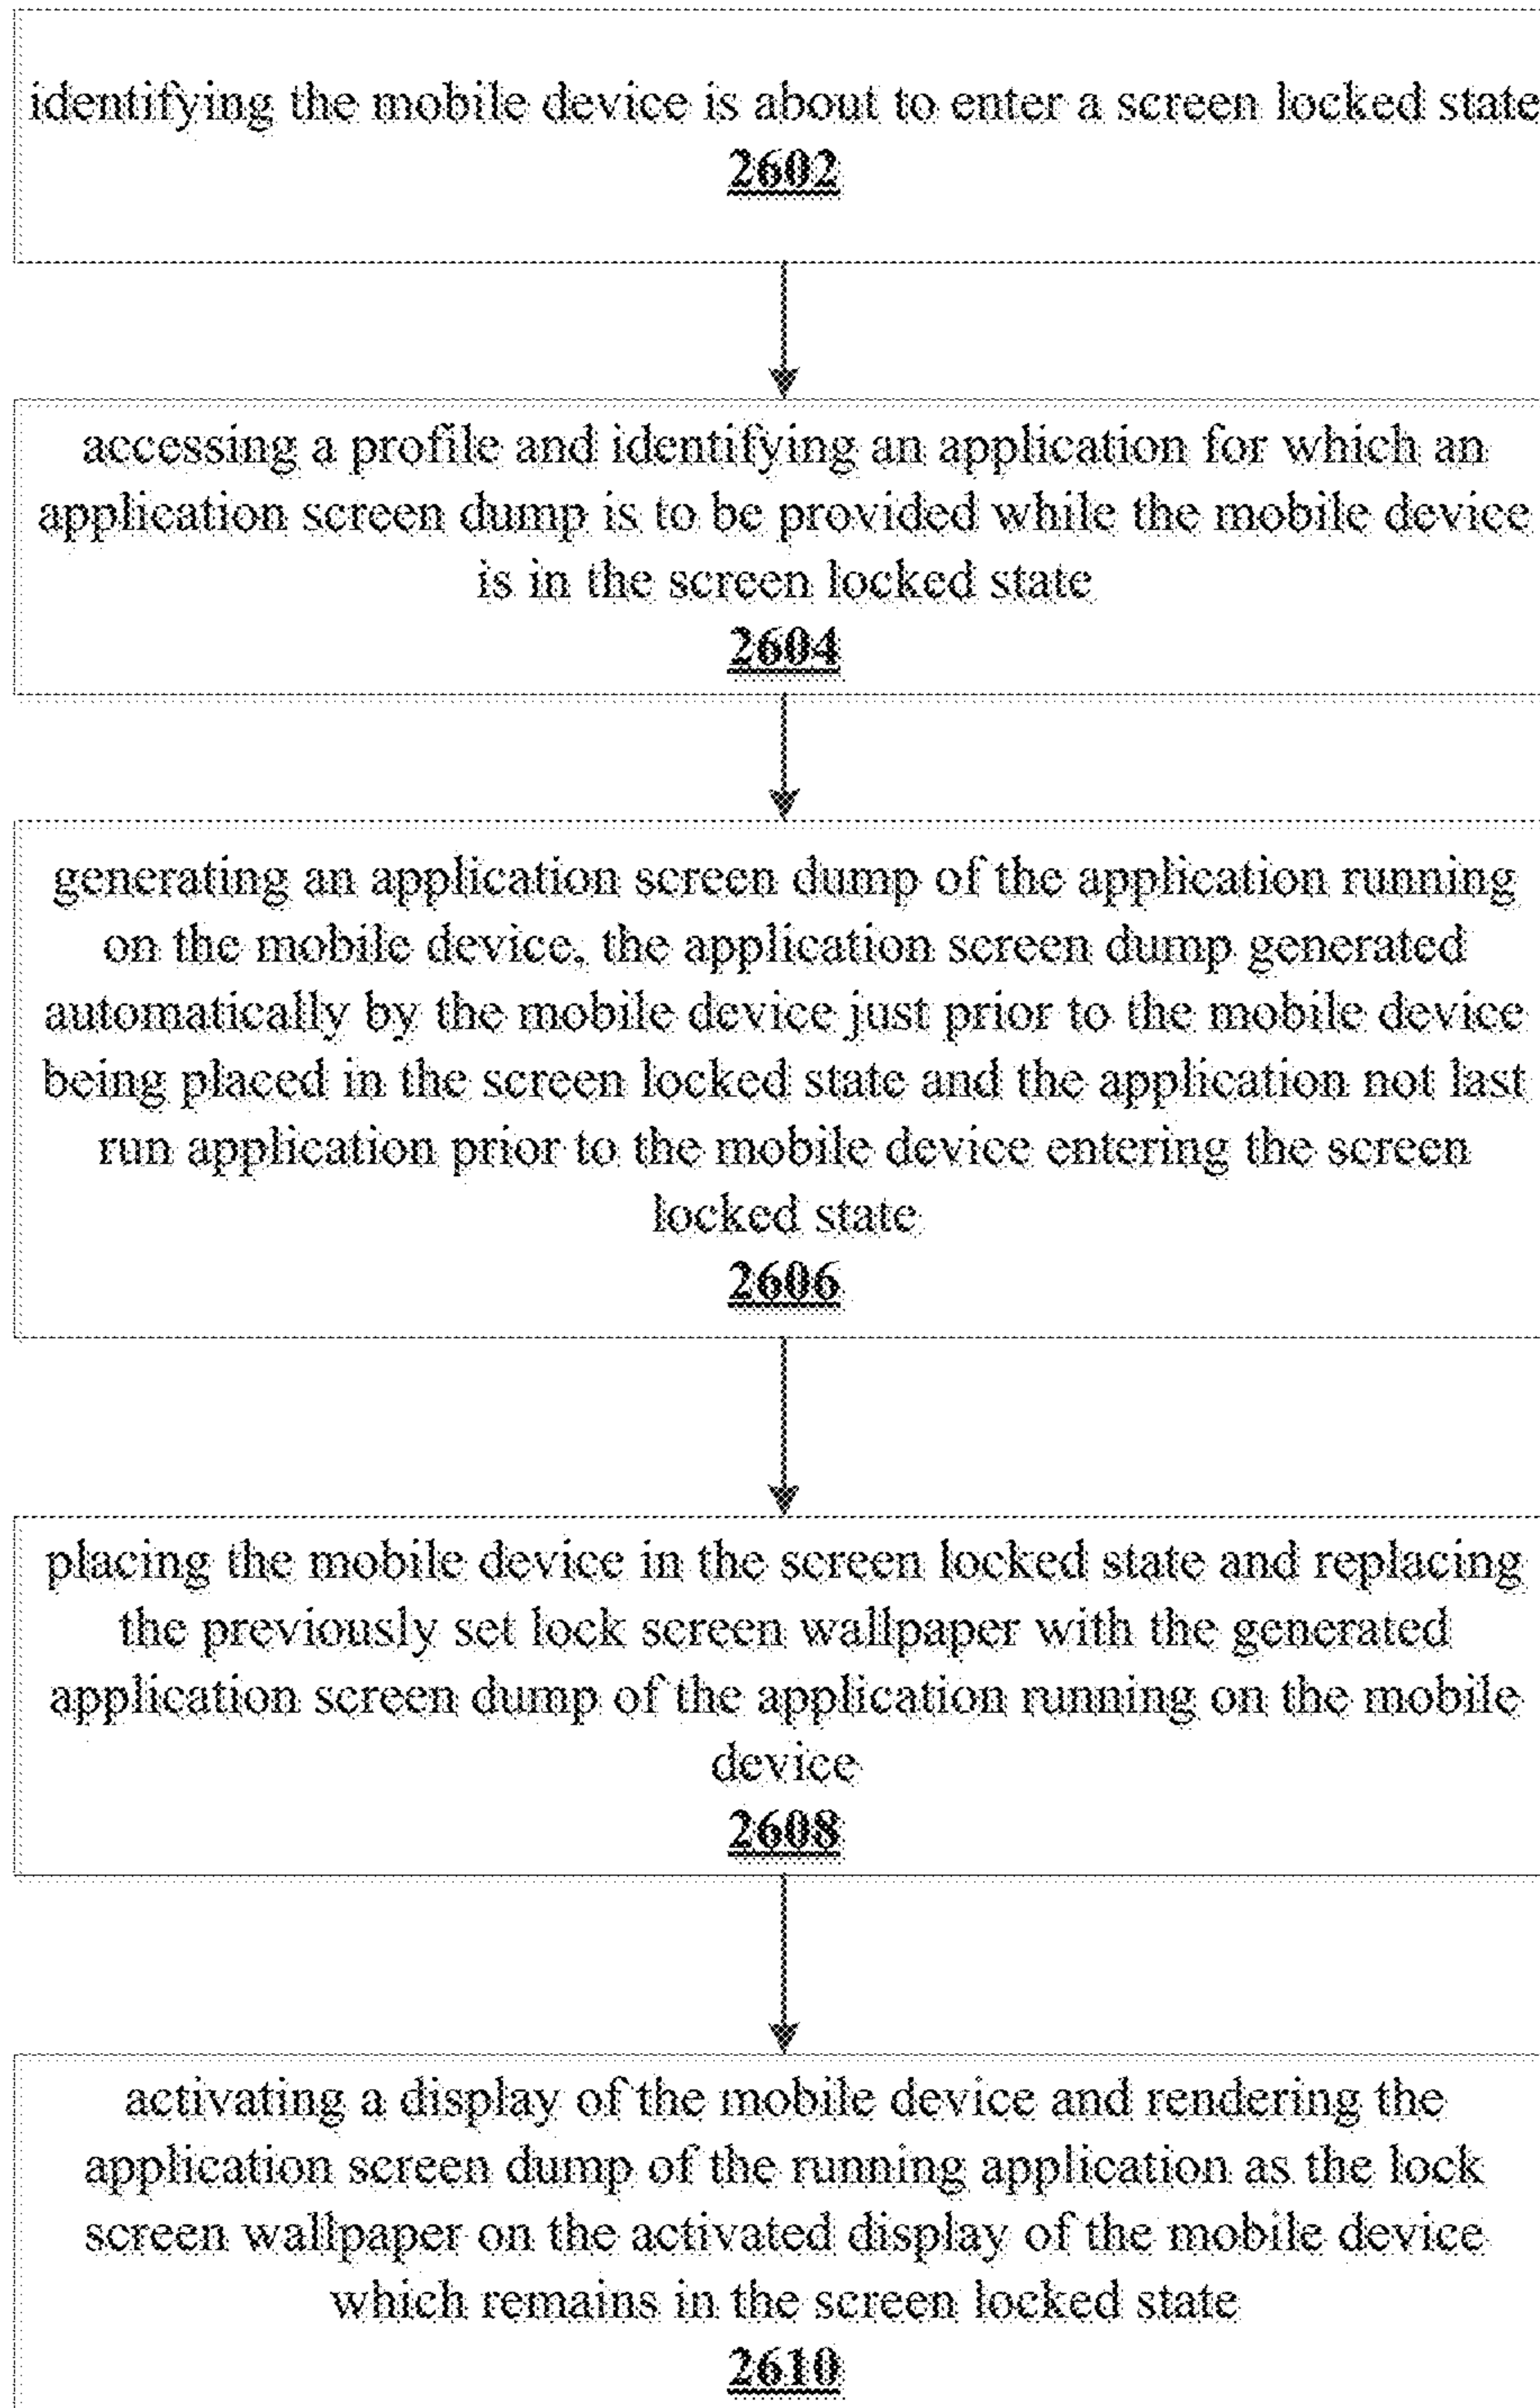 identifying the mobile device is about to enter a screen locked state
2602
accessing a profile and identifying an application for which an
application screen dump is to be provided while the mobile device
is in the screen locked state
2604
generating an application screen dump of the application running
on the mobile device, the application screen dump generated
automatically by the mobile device just prior to the mobile device
being placed in the screen locked state and the application not last
run application prior to the mobile device entering the screen
locked state
2606
placing the mobile device in the screen locked state and replacing
the previously set lock screen wallpaper with the generated
application screen dump of the application running on the mobile
device
2608
activating a display of the mobile device and rendering the
application screen dump of the running application as the lock
screen wallpaper on the activated display of the mobile device
which remains in the screen locked state
2610